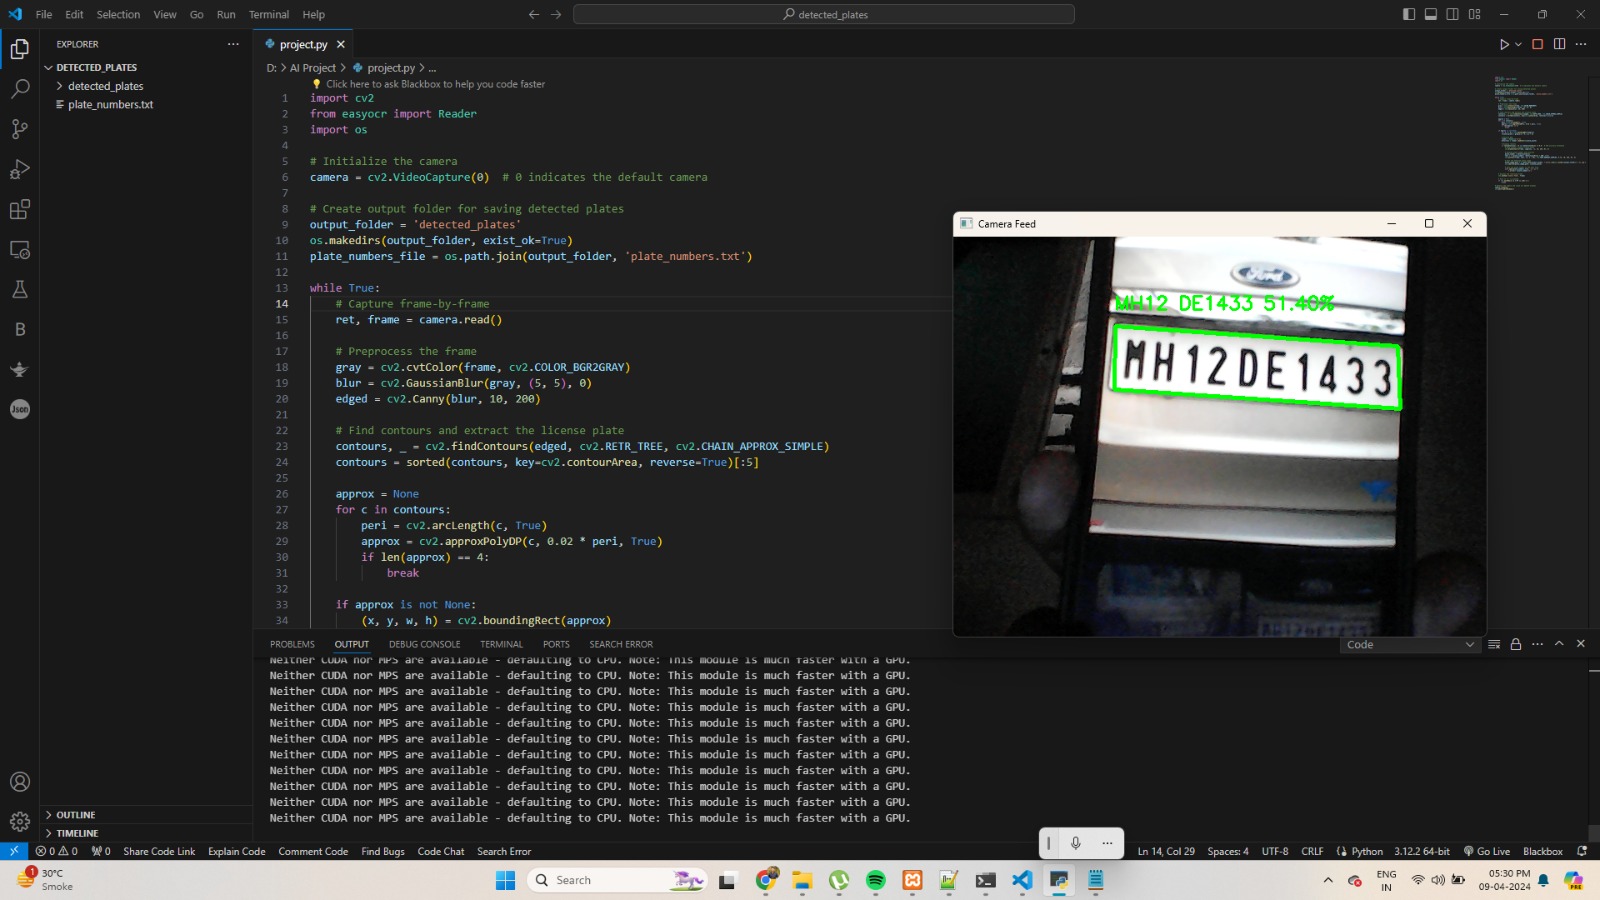 File Edit Selection View Go Run Terminal Help
detected_plates
EXPLORER
DETECTED_PLATES
detected_plates
plate_numbers.txt
OUTLINE
TIMELINE
project.py
D: > AI Project > project.py > ...
Click here to ask Blackbox to help you code faster
1 import cv2
2 from easyocr import Reader
3 import os
4
5 # Initialize the camera
6 camera = cv2.VideoCapture(0)  # 0 indicates the default camera
7
8 # Create output folder for saving detected plates
9 output_folder = 'detected_plates'
10 os.makedirs(output_folder, exist_ok=True)
11 plate_numbers_file = os.path.join(output_folder, 'plate_numbers.txt')
12
13 while True:
14     # Capture frame-by-frame
15     ret, frame = camera.read()
16
17     # Preprocess the frame
18     gray = cv2.cvtColor(frame, cv2.COLOR_BGR2GRAY)
19     blur = cv2.GaussianBlur(gray, (5, 5), 0)
20     edged = cv2.Canny(blur, 10, 200)
21
22     # Find contours and extract the license plate
23     contours, _ = cv2.findContours(edged, cv2.RETR_TREE, cv2.CHAIN_APPROX_SIMPLE)
24     contours = sorted(contours, key=cv2.contourArea, reverse=True)[:5]
25
26     approx = None
27     for c in contours:
28         peri = cv2.arcLength(c, True)
29         approx = cv2.approxPolyDP(c, 0.02 * peri, True)
30         if len(approx) == 4:
31             break
32
33     if approx is not None:
34         (x, y, w, h) = cv2.boundingRect(approx)
Camera Feed
Ford
MH12 DE1433 51.40%
MH12DE1433
PROBLEMS OUTPUT DEBUG CONSOLE TERMINAL PORTS SEARCH ERROR
Code
Neither CUDA nor MPS are available - defaulting to CPU. Note: This module is much faster with a GPU.
Neither CUDA nor MPS are available - defaulting to CPU. Note: This module is much faster with a GPU.
Neither CUDA nor MPS are available - defaulting to CPU. Note: This module is much faster with a GPU.
Neither CUDA nor MPS are available - defaulting to CPU. Note: This module is much faster with a GPU.
Neither CUDA nor MPS are available - defaulting to CPU. Note: This module is much faster with a GPU.
Neither CUDA nor MPS are available - defaulting to CPU. Note: This module is much faster with a GPU.
Neither CUDA nor MPS are available - defaulting to CPU. Note: This module is much faster with a GPU.
Neither CUDA nor MPS are available - defaulting to CPU. Note: This module is much faster with a GPU.
Neither CUDA nor MPS are available - defaulting to CPU. Note: This module is much faster with a GPU.
Neither CUDA nor MPS are available - defaulting to CPU. Note: This module is much faster with a GPU.
Neither CUDA nor MPS are available - defaulting to CPU. Note: This module is much faster with a GPU.
0 0 0 Share Code Link Explain Code Comment Code Find Bugs Code Chat Search Error
Ln 14, Col 29 Spaces: 4 UTF-8 CRLF Python 3.12.2 64-bit Go Live Blackbox
1
30°C
Smoke
Search
ENG
IN
05:30 PM
09-04-2024